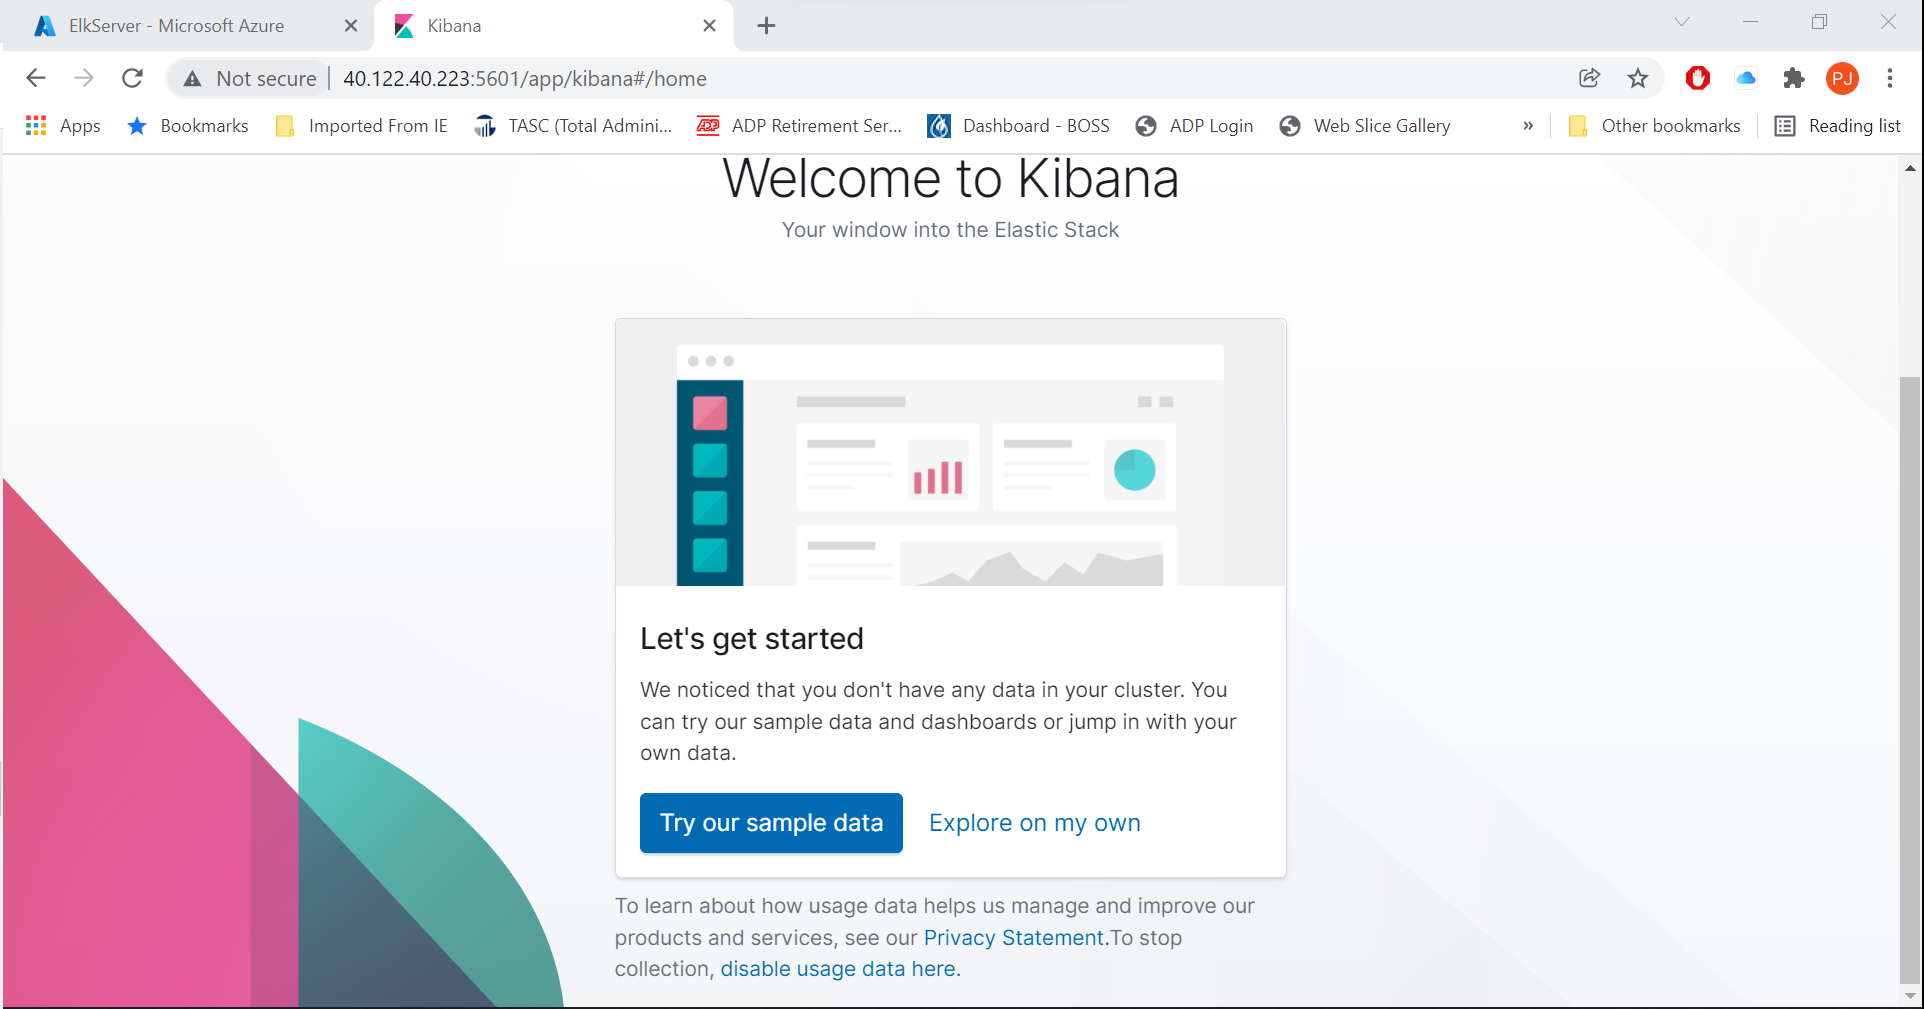 ElkServer - Microsoft Azure
Kibana
Not secure 40.122.40.223:5601/app/kibana#/home
PJ
Apps Bookmarks Imported From IE TASC (Total Admini... ADP ADP Retirement Ser... Dashboard - BOSS ADP Login Web Slice Gallery » Other bookmarks Reading list
Welcome to Kibana
Your window into the Elastic Stack
Let's get started
We noticed that you don't have any data in your cluster. You
can try our sample data and dashboards or jump in with your
own data.
Try our sample data Explore on my own
To learn about how usage data helps us manage and improve our
products and services, see our Privacy Statement.To stop
collection, disable usage data here.